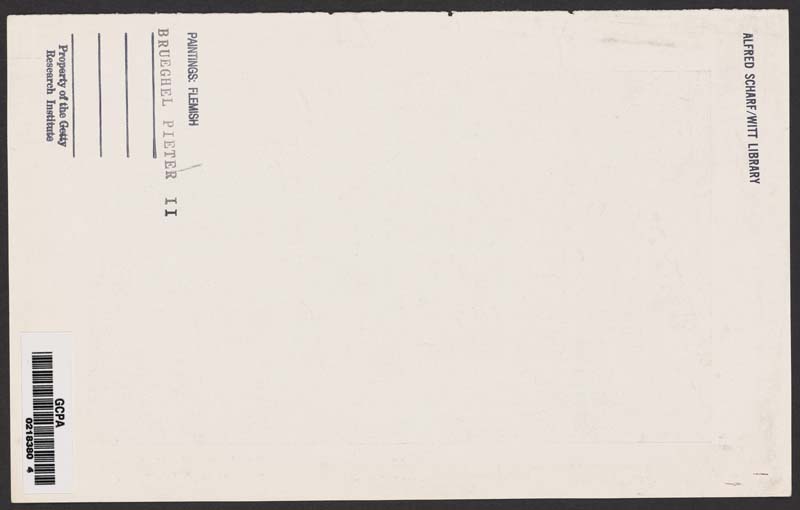 ALFRED SCHARF/WITT LIBRARY
PAINTINGS: FLEMISH
BRUEGHEL PIETER II
Property of the Getty
Research Institute
GCPA
0218380 4